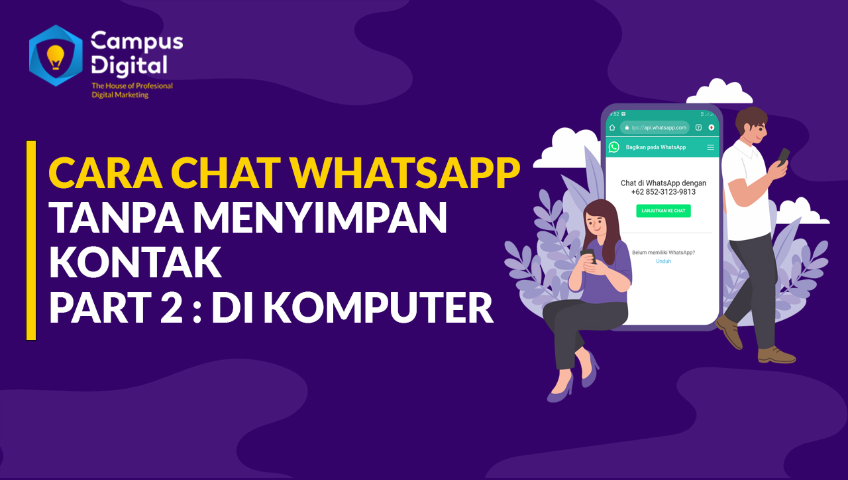 Campus
Digital
The House of Profesional
Digital Marketing
CARA CHAT WHATSAPP
TANPA MENYIMPAN
KONTAK
PART 2 : DI KOMPUTER
api.whatsapp.com
Bagikan pada WhatsApp
Chat di WhatsApp dengan
+62 852-3123-9813
LANJUTKAN KE CHAT
Belum memiliki WhatsApp?
Unduh